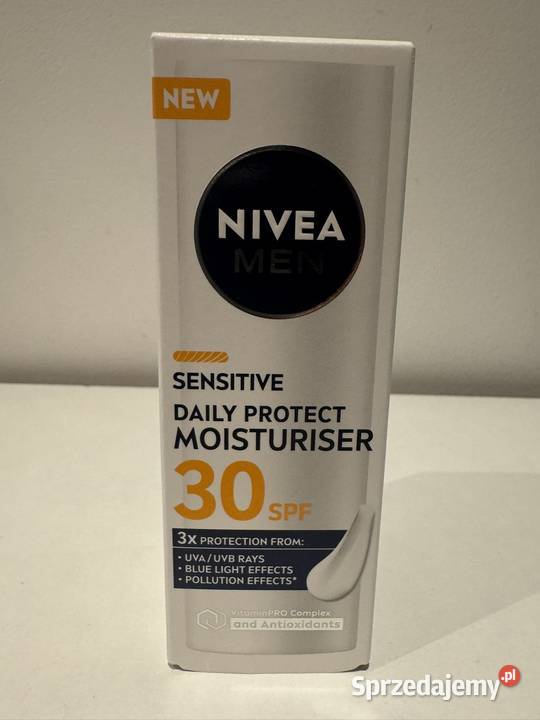 NEW
NIVEA
MEN
SENSITIVE
DAILY PROTECT
MOISTURISER
30 SPF
3x PROTECTION FROM:
• UVA / UVB RAYS
• BLUE LIGHT EFFECTS
• POLLUTION EFFECTS*
VitaminPRO Complex
and Antioxidants
Sprzedajemy.pl